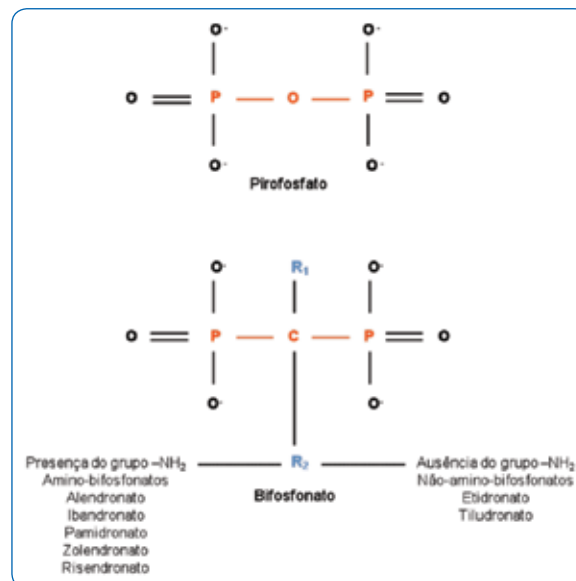 O- O-
O P O P O
O- O-
Pirofosfato
O- R₁ O-
O P C P O
O- O-
Presença do grupo –NH₂ R₂ Ausência do grupo –NH₂
Amino-bifosfonatos Bifosfonato Não-amino-bifosfonatos
Alendronato Etidronato
Ibandronato Tiludronato
Pamidronato
Zolendronato
Risendronato